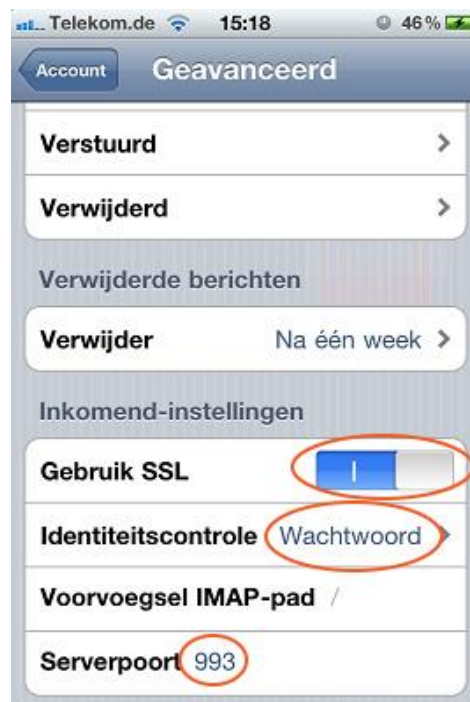 Telekom.de 15:18 46%
Account Geavanceerd
Verstuurd
Verwijderd
Verwijderde berichten
Verwijder Na één week
Inkomend-instellingen
Gebruik SSL
Identiteitscontrole Wachtwoord
Voorvoegsel IMAP-pad /
Serverpoort 993